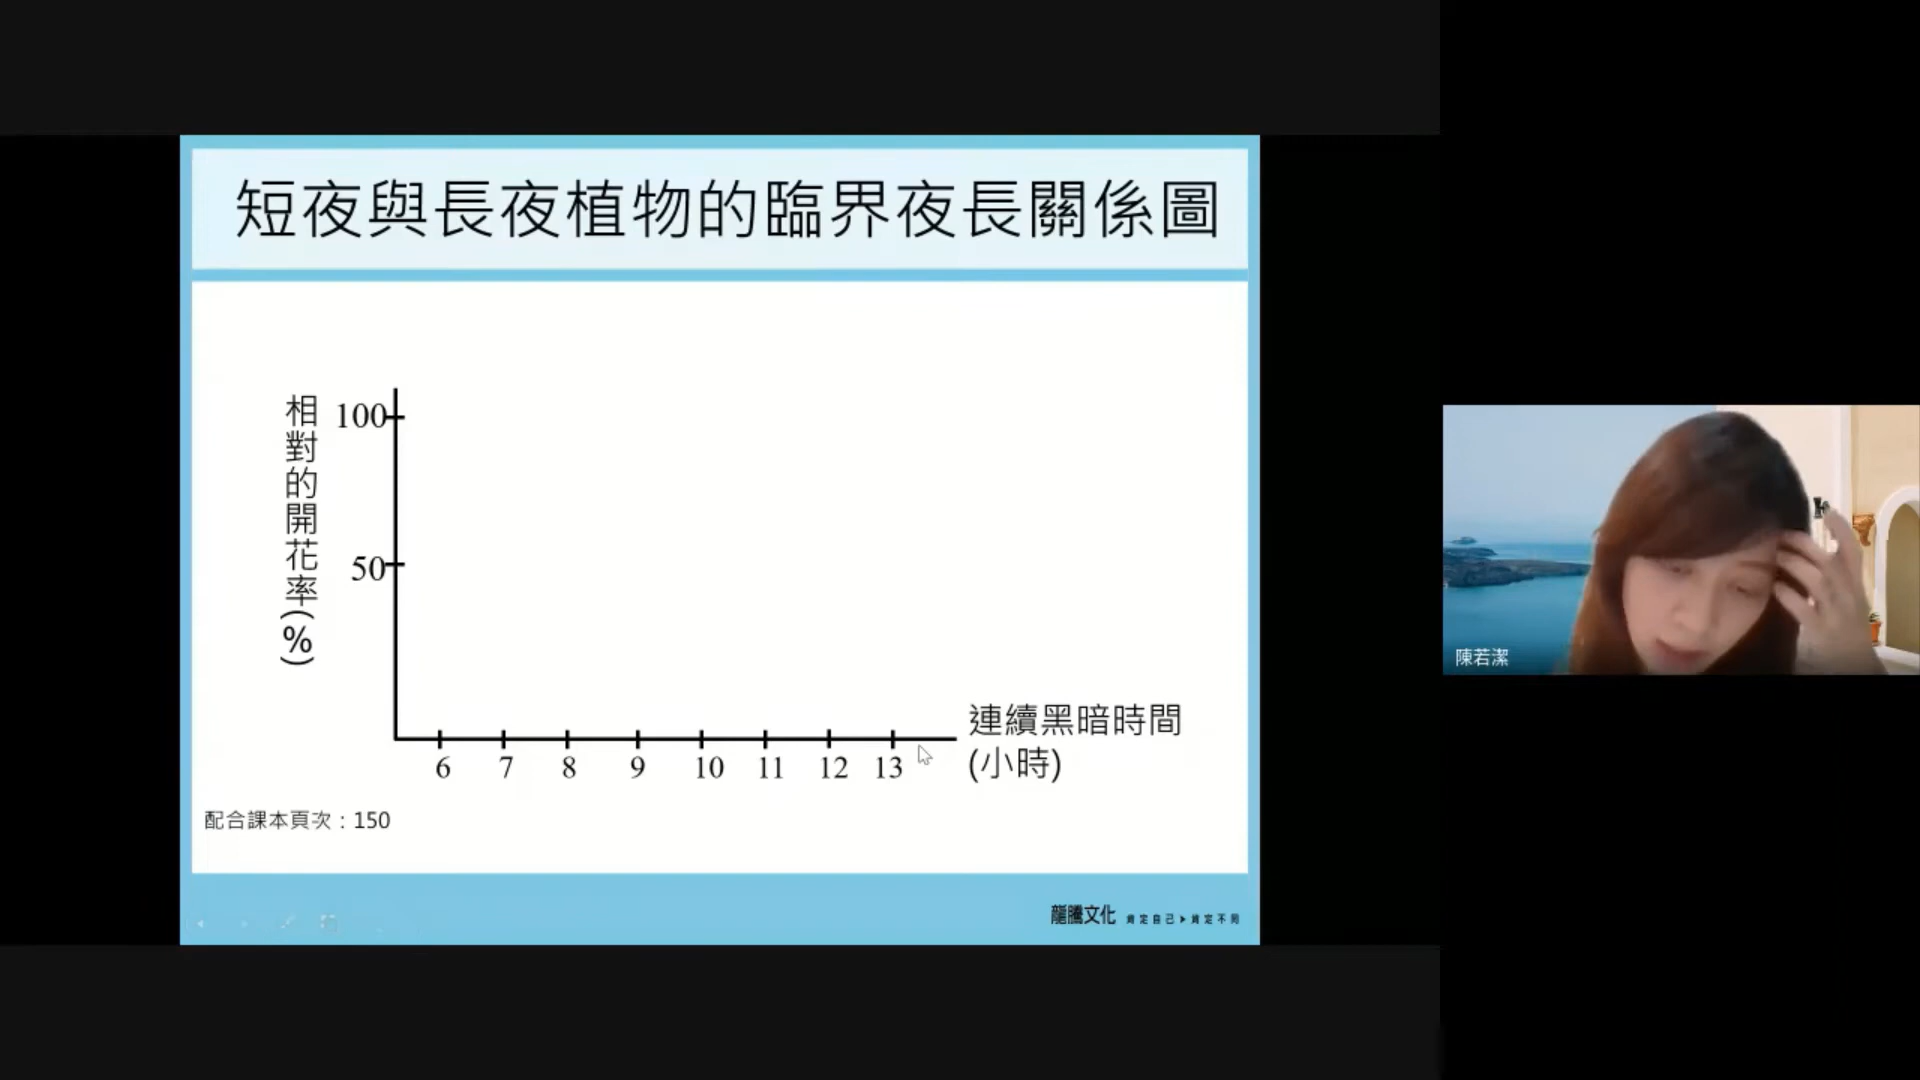 短夜與長夜植物的臨界夜長關係圖
相對的開花率(%)
100
50
6 7 8 9 10 11 12 13
連續黑暗時間
(小時)
配合課本頁次：150
龍騰文化 肯定自己▶肯定不同
陳若潔